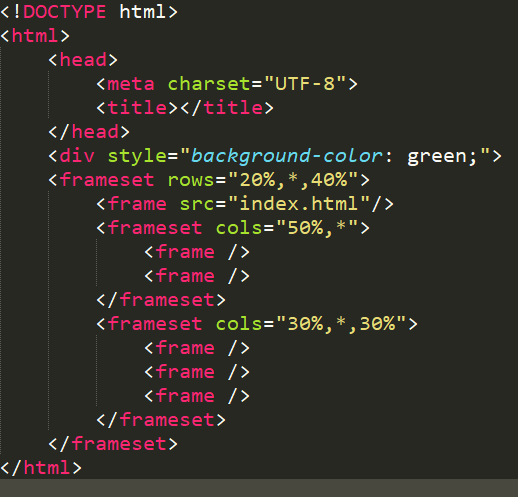 <!DOCTYPE html>
<html>
    <head>
        <meta charset="UTF-8">
        <title></title>
    </head>
    <div style="background-color: green;">
    <frameset rows="20%,*,40%">
        <frame src="index.html"/>
        <frameset cols="50%,*">
            <frame />
            <frame />
        </frameset>
        <frameset cols="30%,*,30%">
            <frame />
            <frame />
            <frame />
        </frameset>
    </frameset>
</html>